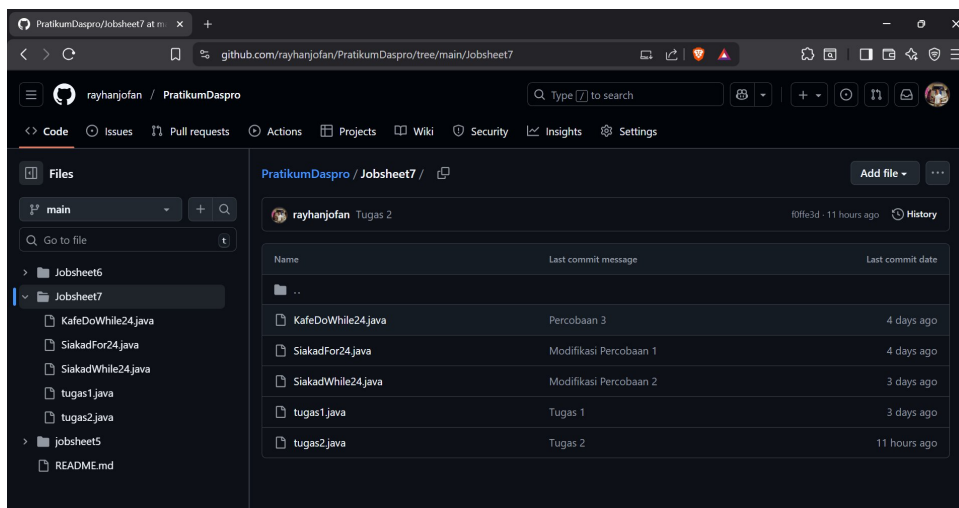 PratikumDaspro/Jobsheet7 at m
github.com/rayhanjofan/PratikumDaspro/tree/main/Jobsheet7
rayhanjofan / PratikumDaspro
Type / to search
Code Issues Pull requests Actions Projects Wiki Security Insights Settings
Files
main
Go to file t
Jobsheet6
Jobsheet7
KafeDoWhile24.java
SiakadFor24.java
SiakadWhile24.java
tugas1.java
tugas2.java
jobsheet5
README.md
PratikumDaspro / Jobsheet7 /
Add file
rayhanjofan Tugas 2
f0ffe3d · 11 hours ago History
Name Last commit message Last commit date
..
KafeDoWhile24.java Percobaan 3 4 days ago
SiakadFor24.java Modifikasi Percobaan 1 4 days ago
SiakadWhile24.java Modifikasi Percobaan 2 3 days ago
tugas1.java Tugas 1 3 days ago
tugas2.java Tugas 2 11 hours ago